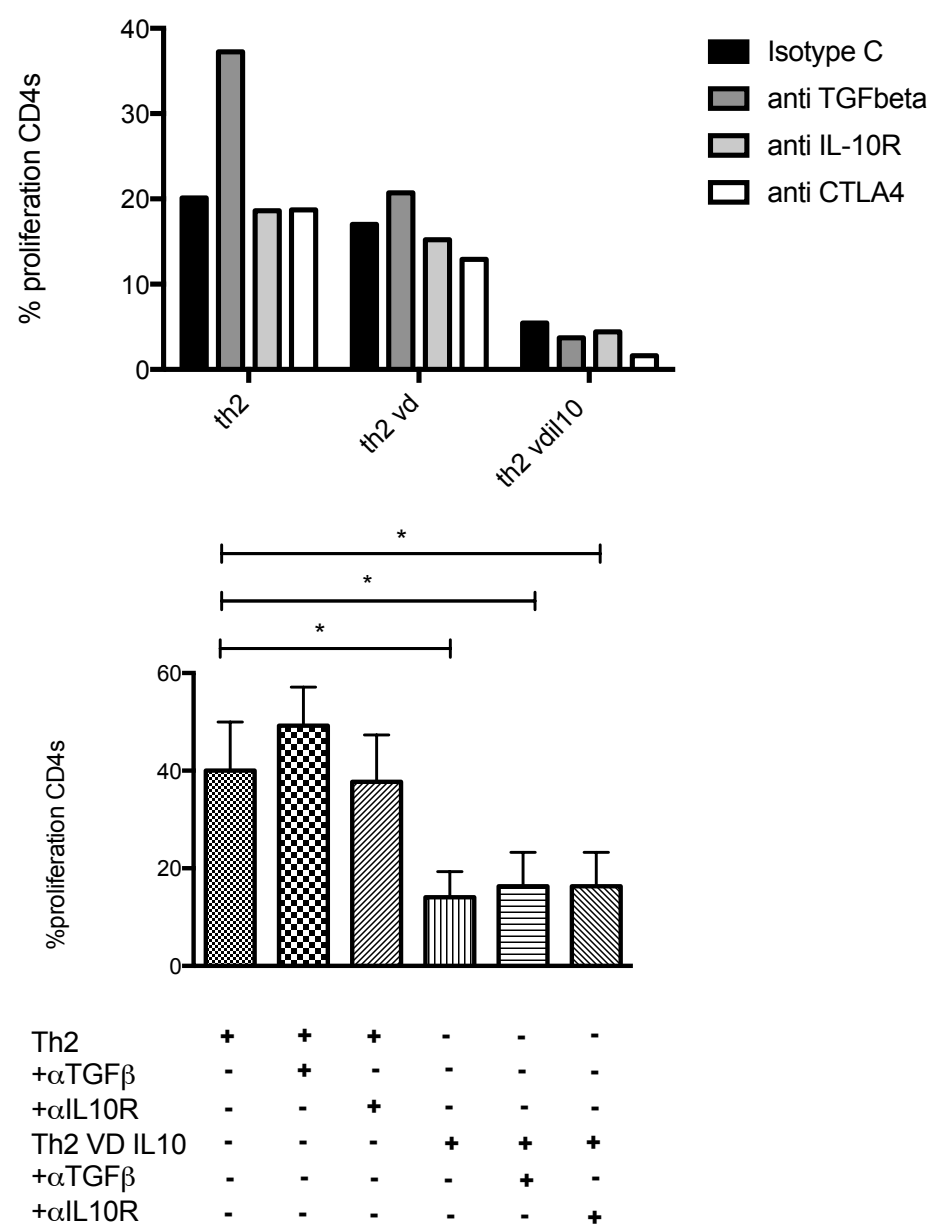 % proliferation CD4s
40
30
20
10
0
th2
th2 vd
th2 vdil10
Isotype C
anti TGFbeta
anti IL-10R
anti CTLA4
*
*
*
%proliferation CD4s
60
40
20
0
Th2 + + + - - -
+αTGFβ - + - - - -
+αIL10R - - + - - -
Th2 VD IL10 - - - + + +
+αTGFβ - - - - + -
+αIL10R - - - - - +